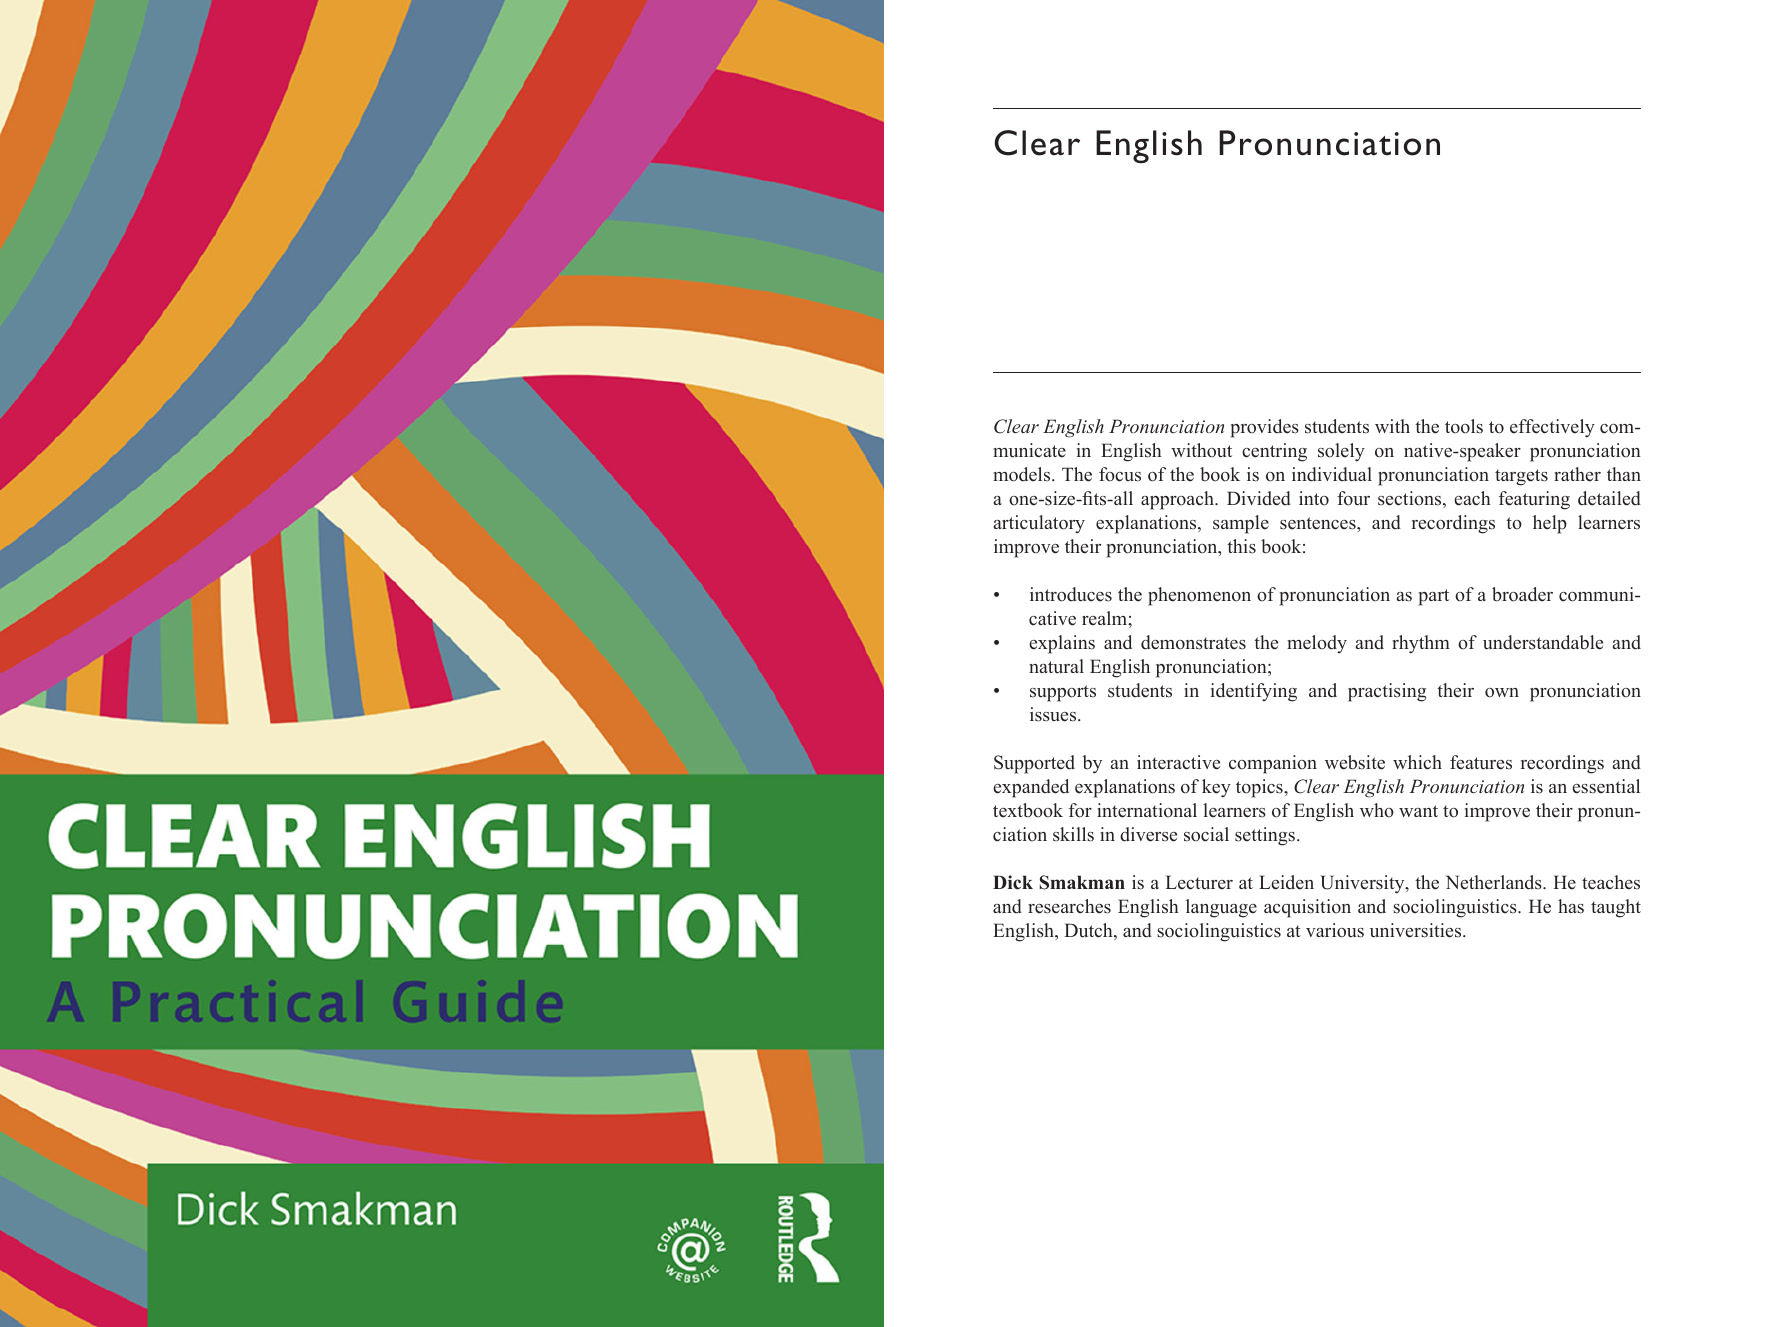 CLEAR ENGLISH
PRONUNCIATION
A Practical Guide
Dick Smakman
COMPANION
@
WEBSITE
ROUTLEDGE
Clear English Pronunciation
Clear English Pronunciation provides students with the tools to effectively com-
municate in English without centring solely on native-speaker pronunciation
models. The focus of the book is on individual pronunciation targets rather than
a one-size-fits-all approach. Divided into four sections, each featuring detailed
articulatory explanations, sample sentences, and recordings to help learners
improve their pronunciation, this book:
• introduces the phenomenon of pronunciation as part of a broader communi-
cative realm;
• explains and demonstrates the melody and rhythm of understandable and
natural English pronunciation;
• supports students in identifying and practising their own pronunciation
issues.
Supported by an interactive companion website which features recordings and
expanded explanations of key topics, Clear English Pronunciation is an essential
textbook for international learners of English who want to improve their pronun-
ciation skills in diverse social settings.
Dick Smakman is a Lecturer at Leiden University, the Netherlands. He teaches
and researches English language acquisition and sociolinguistics. He has taught
English, Dutch, and sociolinguistics at various universities.